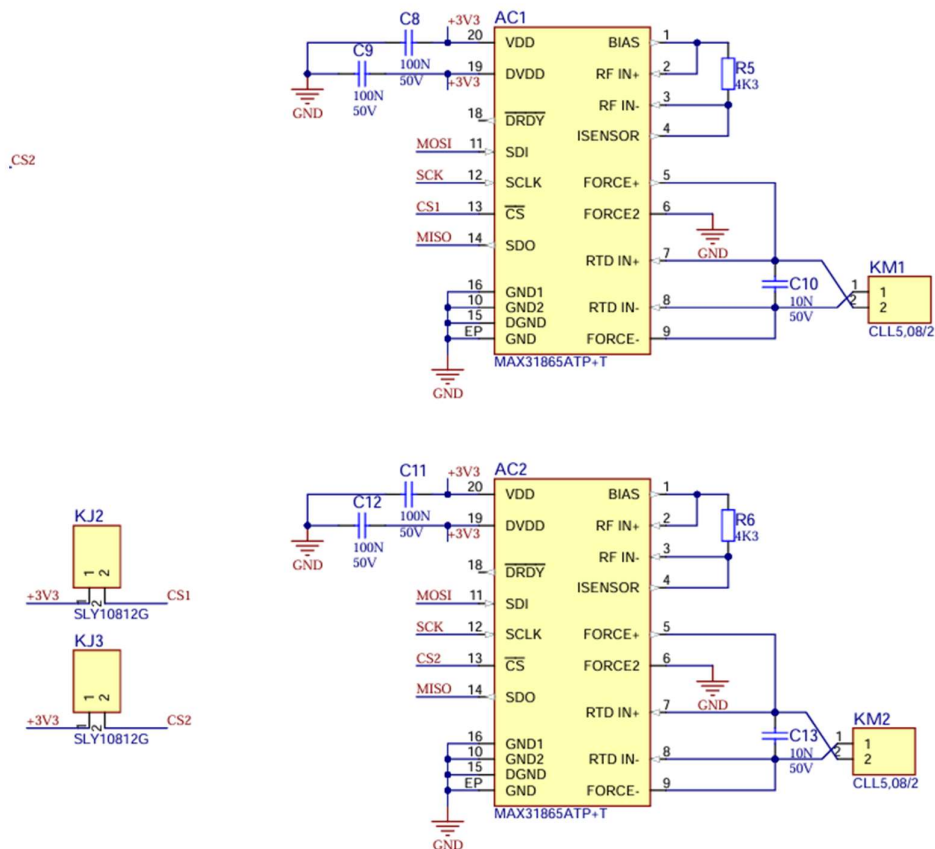 AC1
C8
+3V3
20
VDD
BIAS
1
C9
100N
50V
RF IN+
2
R5
4K3
19
DVDD
+3V3
100N
50V
GND
RF IN-
3
18
DRDY
ISENSOR
4
CS2
MOSI
11
SDI
SCK
12
SCLK
FORCE+
5
CS1
13
CS
FORCE2
6
GND
MISO
14
SDO
RTD IN+
7
KM1
C10
10N
50V
1
2
1
2
CLL5,08/2
16
GND1
10
GND2
RTD IN-
8
15
DGND
EP
GND
FORCE-
9
MAX31865ATP+T
GND
AC2
C11
+3V3
20
VDD
BIAS
1
C12
100N
50V
RF IN+
2
R6
4K3
19
DVDD
+3V3
100N
50V
GND
RF IN-
3
18
DRDY
ISENSOR
4
KJ2
1
2
1
2
+3V3
CS1
SLY10812G
MOSI
11
SDI
SCK
12
SCLK
FORCE+
5
CS2
13
CS
FORCE2
6
GND
MISO
14
SDO
RTD IN+
7
KJ3
1
2
1
2
+3V3
CS2
SLY10812G
KM2
C13
10N
50V
1
2
1
2
CLL5,08/2
16
GND1
10
GND2
RTD IN-
8
15
DGND
EP
GND
FORCE-
9
MAX31865ATP+T
GND